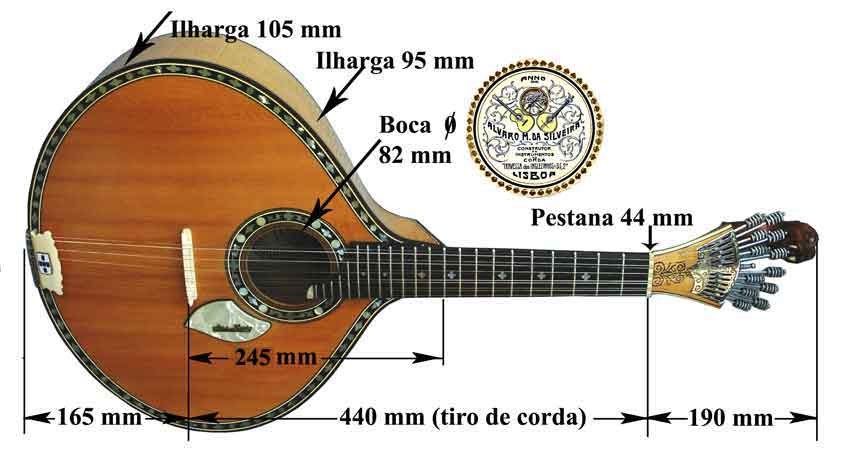 Ilharga 105 mm
Ilharga 95 mm
Boca ϕ
82 mm
ANNO
ALVARO M. DA SILVEIRA
CONSTRUTOR
DE
INSTRUMENTOS
DE
CORDA
LISBOA
Pestana 44 mm
245 mm
165 mm
440 mm (tiro de corda)
190 mm